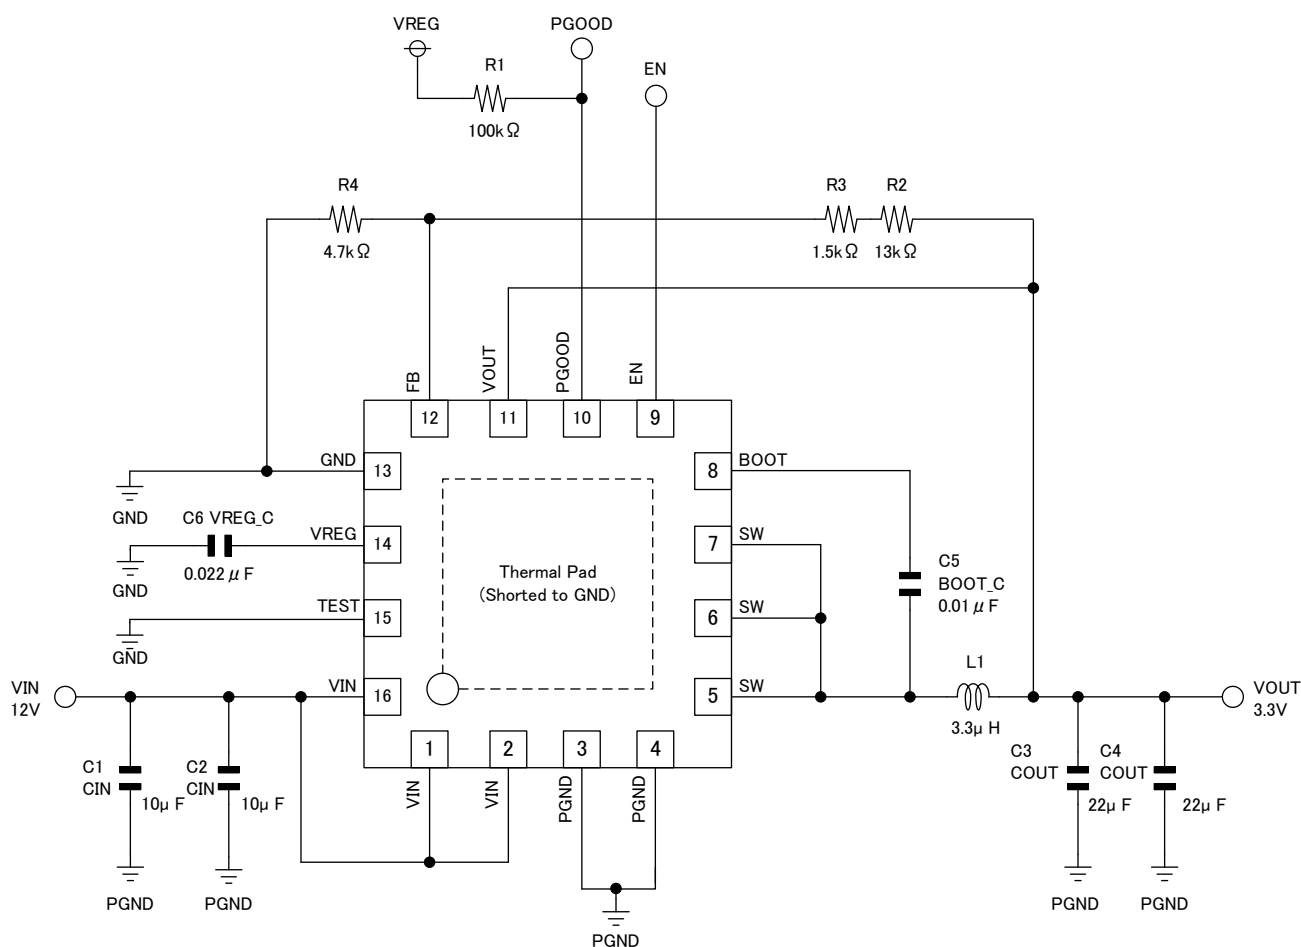 VREG
PGOOD
R1
100kΩ
EN
R4
4.7kΩ
R3
1.5kΩ
R2
13kΩ
FB
VOUT
PGOOD
EN
12
11
10
9
GND
13
GND
C6 VREG_C
0.022μF
GND
VREG
14
TEST
15
GND
VIN
16
VIN
12V
8
BOOT
7
SW
6
SW
5
SW
Thermal Pad
(Shorted to GND)
C5
BOOT_C
0.01μF
L1
3.3µH
VOUT
3.3V
1
2
3
4
VIN
VIN
PGND
PGND
C1
CIN
10µF
C2
CIN
10µF
C3
COUT
22µF
C4
COUT
22µF
PGND
PGND
PGND
PGND
PGND